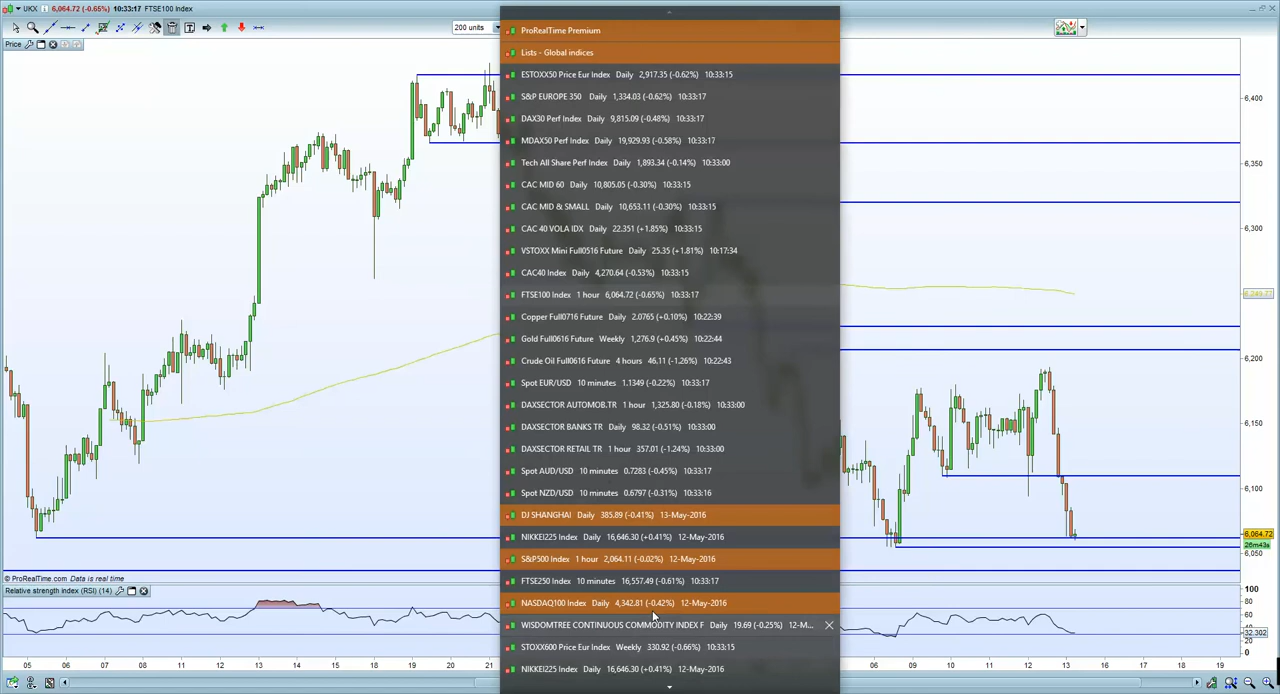 UKX 6,064.72 (-0.65%) 10:33:17 FTSE100 Index
200 units
Price
ProRealTime Premium
Lists - Global indices
ESTOXX50 Price Eur Index Daily 2,917.35 (-0.62%) 10:33:15
S&P EUROPE 350 Daily 1,334.03 (-0.62%) 10:33:17
DAX30 Perf Index Daily 9,815.09 (-0.48%) 10:33:17
MDAX50 Perf Index Daily 19,929.93 (-0.58%) 10:33:17
Tech All Share Perf Index Daily 1,893.34 (-0.14%) 10:33:00
CAC MID 60 Daily 10,805.05 (-0.30%) 10:33:15
CAC MID & SMALL Daily 10,653.11 (-0.30%) 10:33:15
CAC 40 VOLA IDX Daily 22.351 (+1.85%) 10:33:15
VSTOXX Mini Full0516 Future Daily 25.35 (+1.81%) 10:17:34
CAC40 Index Daily 4,270.64 (-0.53%) 10:33:15
FTSE100 Index 1 hour 6,064.72 (-0.65%) 10:33:17
Copper Full0716 Future Daily 2.0765 (+0.10%) 10:22:39
Gold Full0616 Future Weekly 1,276.9 (+0.45%) 10:22:44
Crude Oil Full0616 Future 4 hours 46.11 (-1.26%) 10:22:43
Spot EUR/USD 10 minutes 1.1349 (-0.22%) 10:33:17
DAXSECTOR AUTOMOB.TR 1 hour 1,325.80 (-0.18%) 10:33:00
DAXSECTOR BANKS TR Daily 98.32 (-0.51%) 10:33:00
DAXSECTOR RETAIL TR 1 hour 357.01 (-1.24%) 10:33:00
Spot AUD/USD 10 minutes 0.7283 (-0.45%) 10:33:17
Spot NZD/USD 10 minutes 0.6797 (-0.31%) 10:33:16
DJ SHANGHAI Daily 385.89 (-0.41%) 13-May-2016
NIKKEI225 Index Daily 16,646.30 (+0.41%) 12-May-2016
S&P500 Index 1 hour 2,064.11 (-0.02%) 12-May-2016
FTSE250 Index 10 minutes 16,557.49 (-0.61%) 10:33:17
NASDAQ100 Index Daily 4,342.81 (-0.42%) 12-May-2016
WISDOMTREE CONTINUOUS COMMODITY INDEX F Daily 19.69 (-0.25%) 12-M...
STOXX600 Price Eur Index Weekly 330.92 (-0.66%) 10:33:15
NIKKEI225 Index Daily 16,646.30 (+0.41%) 12-May-2016
6,400
6,350
6,300
6,249.77
6,200
6,150
6,100
6,064.72
26m43s
6,050
© ProRealTime.com Data is real time
Relative strength index (RSI) (14)
100
80
60
32.302
20
0
05 06 07 08 11 12 13 14 15 18 19 20 21 06 09 10 11 12 13 16 17 18 19